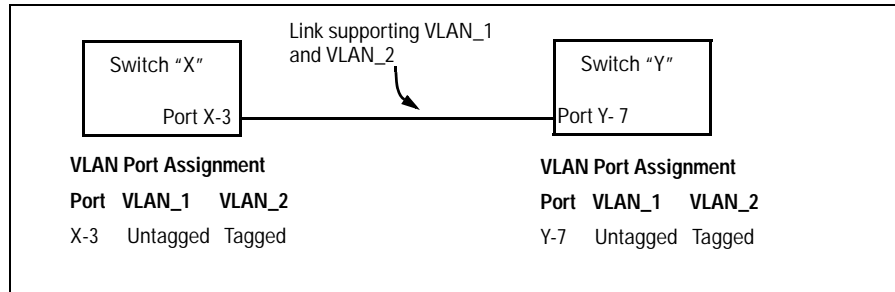 Link supporting VLAN_1
and VLAN_2
Switch “X”
Switch “Y”
Port X-3
Port Y- 7
VLAN Port Assignment
Port VLAN_1 VLAN_2
X-3 Untagged Tagged
VLAN Port Assignment
Port VLAN_1 VLAN_2
Y-7 Untagged Tagged